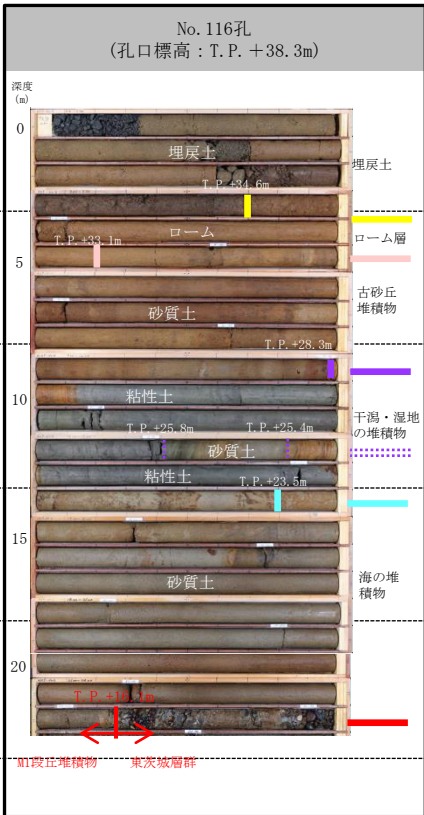 No.116孔
(孔口標高：T.P.＋38.3m)
深度
(m)
0
埋戻土
埋戻土
T.P.+34.6m
ローム
ローム層
T.P.+33.1m
5
古砂丘
堆積物
砂質土
T.P.+28.3m
10
粘性土
干潟・湿地
の堆積物
T.P.+25.8m
T.P.+25.4m
砂質土
粘性土
T.P.+23.5m
15
海の堆
積物
砂質土
20
M1段丘堆積物
東茨城層群